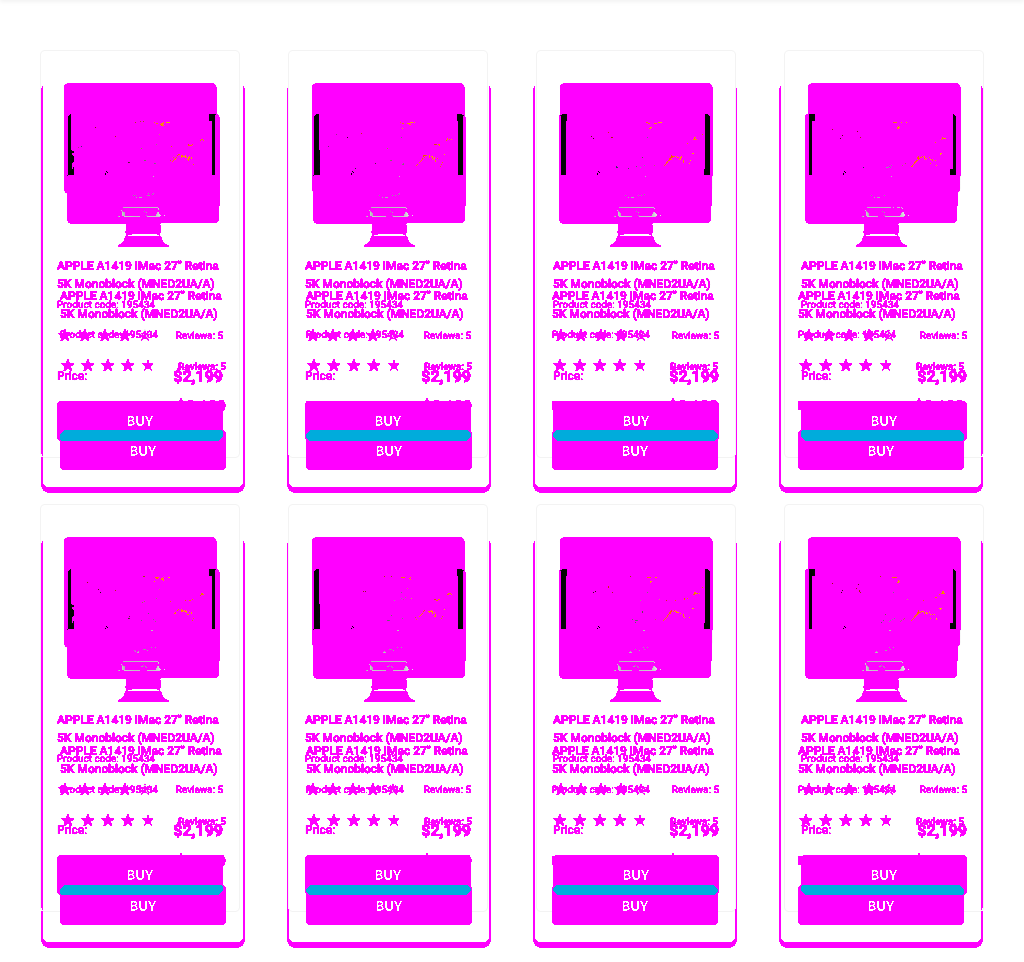 APPLE A1419 iMac 27" Retina
5K Monoblock (MNED2UA/A)
APPLE A1419 iMac 27" Retina
Product code: 195434
5K Monoblock (MNED2UA/A)
Product code: 195434 Reviews: 5
Reviews: 5
Price: $2,199
BUY
BUY
APPLE A1419 iMac 27" Retina
5K Monoblock (MNED2UA/A)
APPLE A1419 iMac 27" Retina
Product code: 195434
5K Monoblock (MNED2UA/A)
Product code: 195434 Reviews: 5
Reviews: 5
Price: $2,199
BUY
BUY
APPLE A1419 iMac 27" Retina
5K Monoblock (MNED2UA/A)
APPLE A1419 iMac 27" Retina
Product code: 195434
5K Monoblock (MNED2UA/A)
Product code: 195434 Reviews: 5
Reviews: 5
Price: $2,199
BUY
BUY
APPLE A1419 iMac 27" Retina
5K Monoblock (MNED2UA/A)
APPLE A1419 iMac 27" Retina
Product code: 195434
5K Monoblock (MNED2UA/A)
Product code: 195434 Reviews: 5
Reviews: 5
Price: $2,199
BUY
BUY
APPLE A1419 iMac 27" Retina
5K Monoblock (MNED2UA/A)
APPLE A1419 iMac 27" Retina
Product code: 195434
5K Monoblock (MNED2UA/A)
Product code: 195434 Reviews: 5
Reviews: 5
Price: $2,199
BUY
BUY
APPLE A1419 iMac 27" Retina
5K Monoblock (MNED2UA/A)
APPLE A1419 iMac 27" Retina
Product code: 195434
5K Monoblock (MNED2UA/A)
Product code: 195434 Reviews: 5
Reviews: 5
Price: $2,199
BUY
BUY
APPLE A1419 iMac 27" Retina
5K Monoblock (MNED2UA/A)
APPLE A1419 iMac 27" Retina
Product code: 195434
5K Monoblock (MNED2UA/A)
Product code: 195434 Reviews: 5
Reviews: 5
Price: $2,199
BUY
BUY
APPLE A1419 iMac 27" Retina
5K Monoblock (MNED2UA/A)
APPLE A1419 iMac 27" Retina
Product code: 195434
5K Monoblock (MNED2UA/A)
Product code: 195434 Reviews: 5
Reviews: 5
Price: $2,199
BUY
BUY